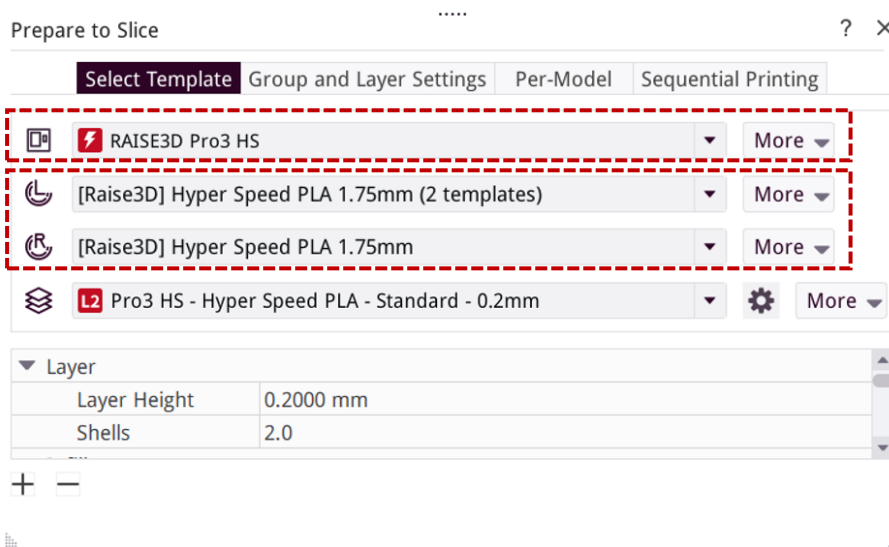 Prepare to Slice ?
Select Template Group and Layer Settings Per-Model Sequential Printing
RAISE3D Pro3 HS More
L [Raise3D] Hyper Speed PLA 1.75mm (2 templates) More
R [Raise3D] Hyper Speed PLA 1.75mm More
L2 Pro3 HS - Hyper Speed PLA - Standard - 0.2mm More
Layer
Layer Height 0.2000 mm
Shells 2.0